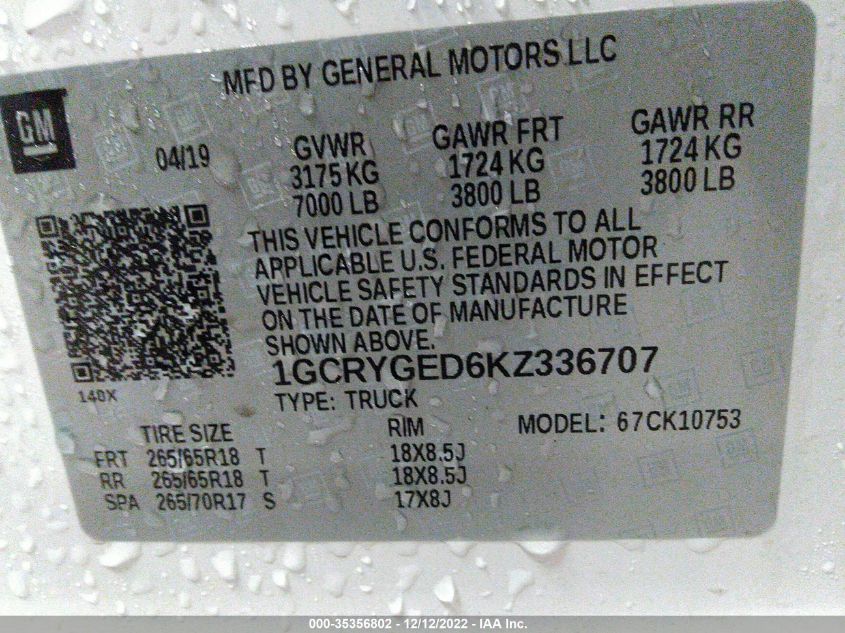 MFD BY GENERAL MOTORS LLC
GM
04/19
GVWR GAWR FRT GAWR RR
3175 KG 1724 KG 1724 KG
7000 LB 3800 LB 3800 LB
THIS VEHICLE CONFORMS TO ALL
APPLICABLE U.S. FEDERAL MOTOR
VEHICLE SAFETY STANDARDS IN EFFECT
ON THE DATE OF MANUFACTURE
SHOWN ABOVE.
1GCRYGED6KZ336707
140X
TYPE: TRUCK
TIRE SIZE RIM MODEL: 67CK10753
FRT 265/65R18 T 18X8.5J
RR 265/65R18 T 18X8.5J
SPA 265/70R17 S 17X8J
000-35356802 - 12/12/2022 - IAA Inc.